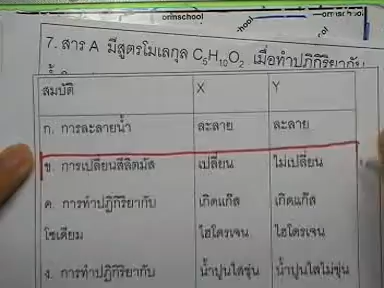 ormschool
ormschool
-hool
7. สาร A มีสูตรโมเลกุล C5H10O2 เมื่อทำปฏิกิริยากับ
สมบัติ X Y
ก. การละลายน้ำ ละลาย ละลาย
ข. การเปลี่ยนสีลิตมัส เปลี่ยน ไม่เปลี่ยน
ค. การทำปฏิกิริยากับ เกิดแก๊ส เกิดแก๊ส
โซเดียม ไฮโดรเจน ไฮโดรเจน
ง. การทำปฏิกิริยากับ น้ำปูนใสขุ่น น้ำปูนใสไม่ขุ่น